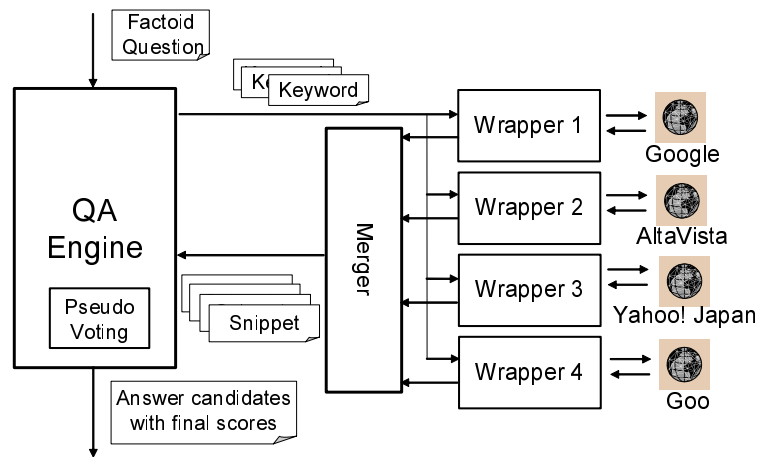 Factoid
Question
Ke
Keyword
QA
Engine
Pseudo
Voting
Merger
Snippet
Answer candidates
with final scores
Wrapper 1
Google
Wrapper 2
AltaVista
Wrapper 3
Yahoo! Japan
Wrapper 4
Goo